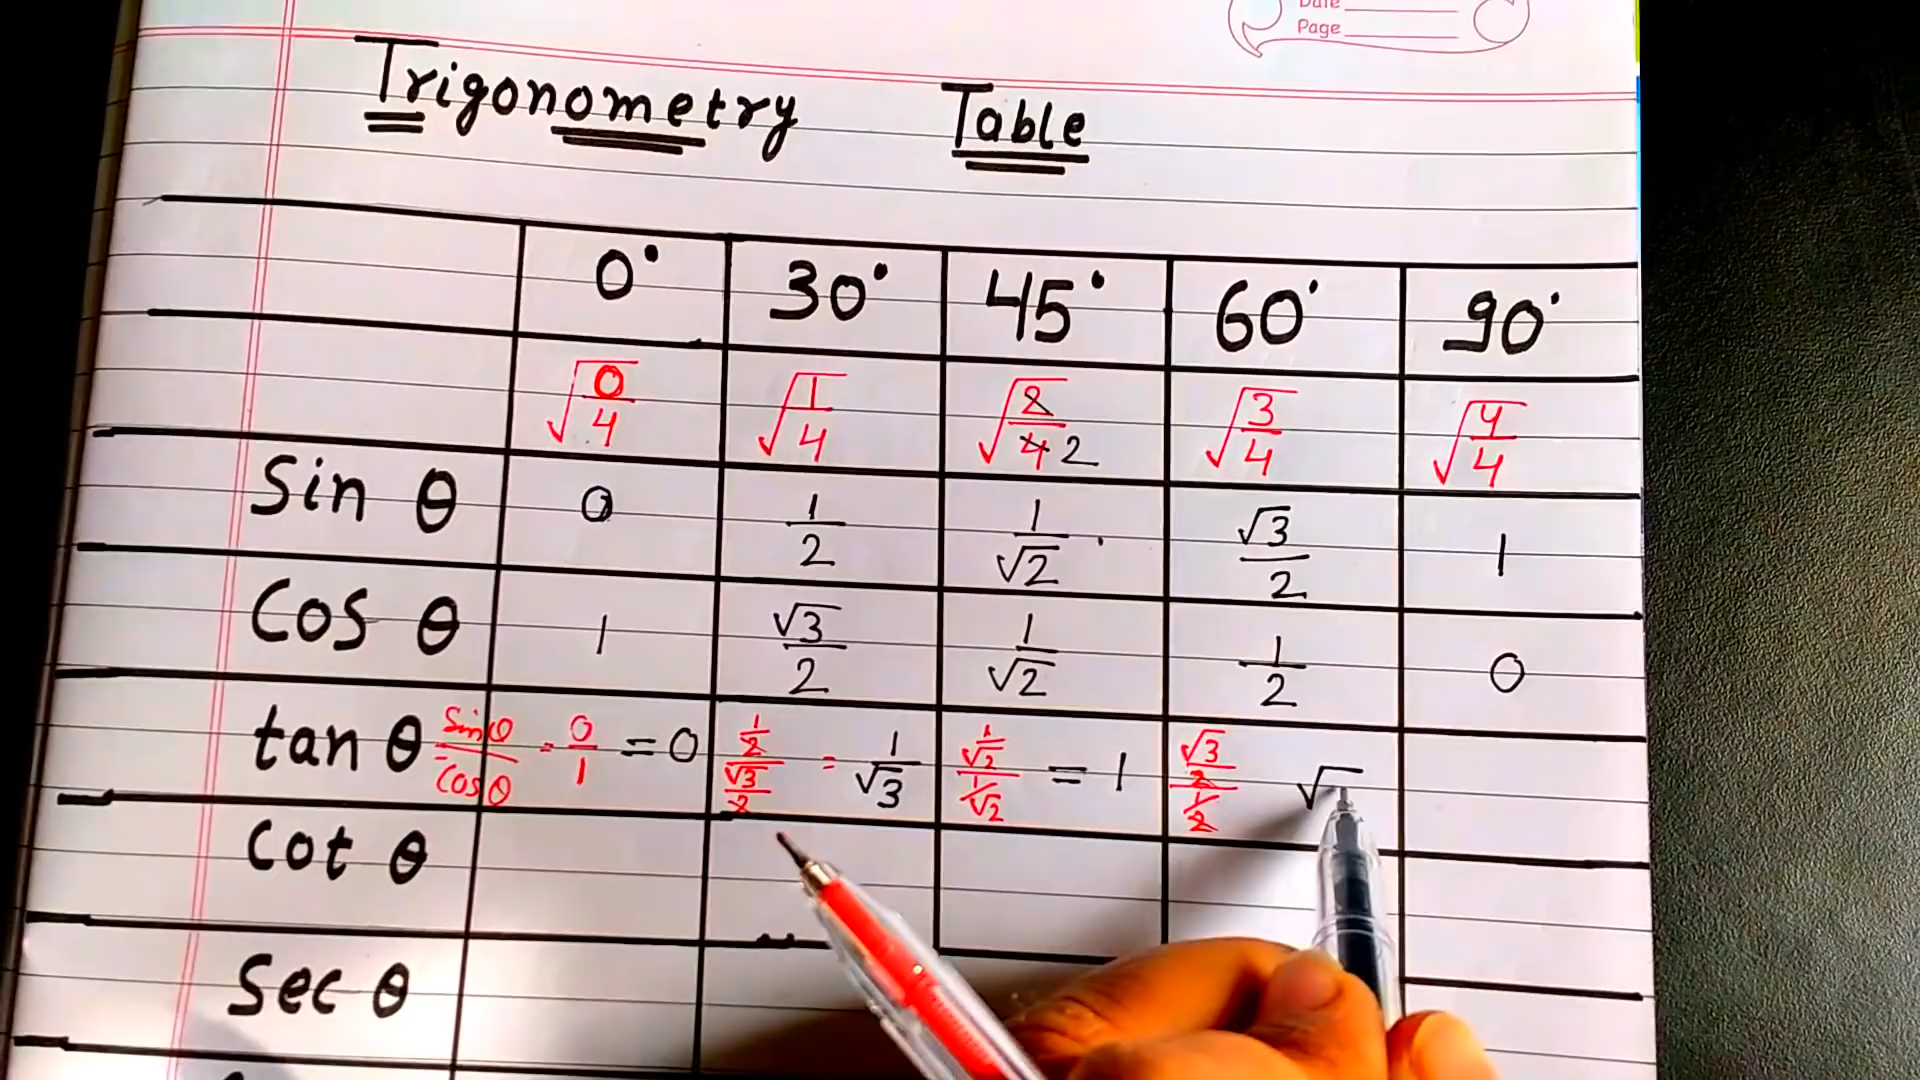 Date
Page
Trigonometry Table
0° 30° 45° 60° 90°
√0/4 √1/4 √2/4 2 √3/4 √4/4
Sin θ 0 1/2 1/√2 √3/2 1
Cos θ 1 √3/2 1/√2 1/2 0
tan θ sinθ/cosθ = 0/1 = 0 1/2/√3/2 = 1/√3 1/√2/1/√2 = 1 √3/2/1/2 √
Cot θ
Sec θ